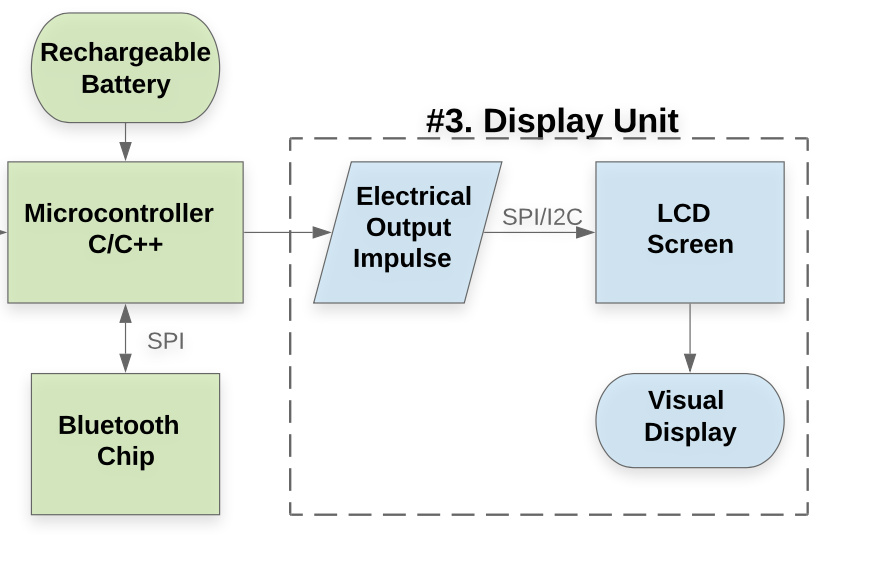 Rechargeable
Battery
#3. Display Unit
Microcontroller
C/C++
Electrical
Output
Impulse
SPI/I2C
LCD
Screen
SPI
Bluetooth
Chip
Visual
Display